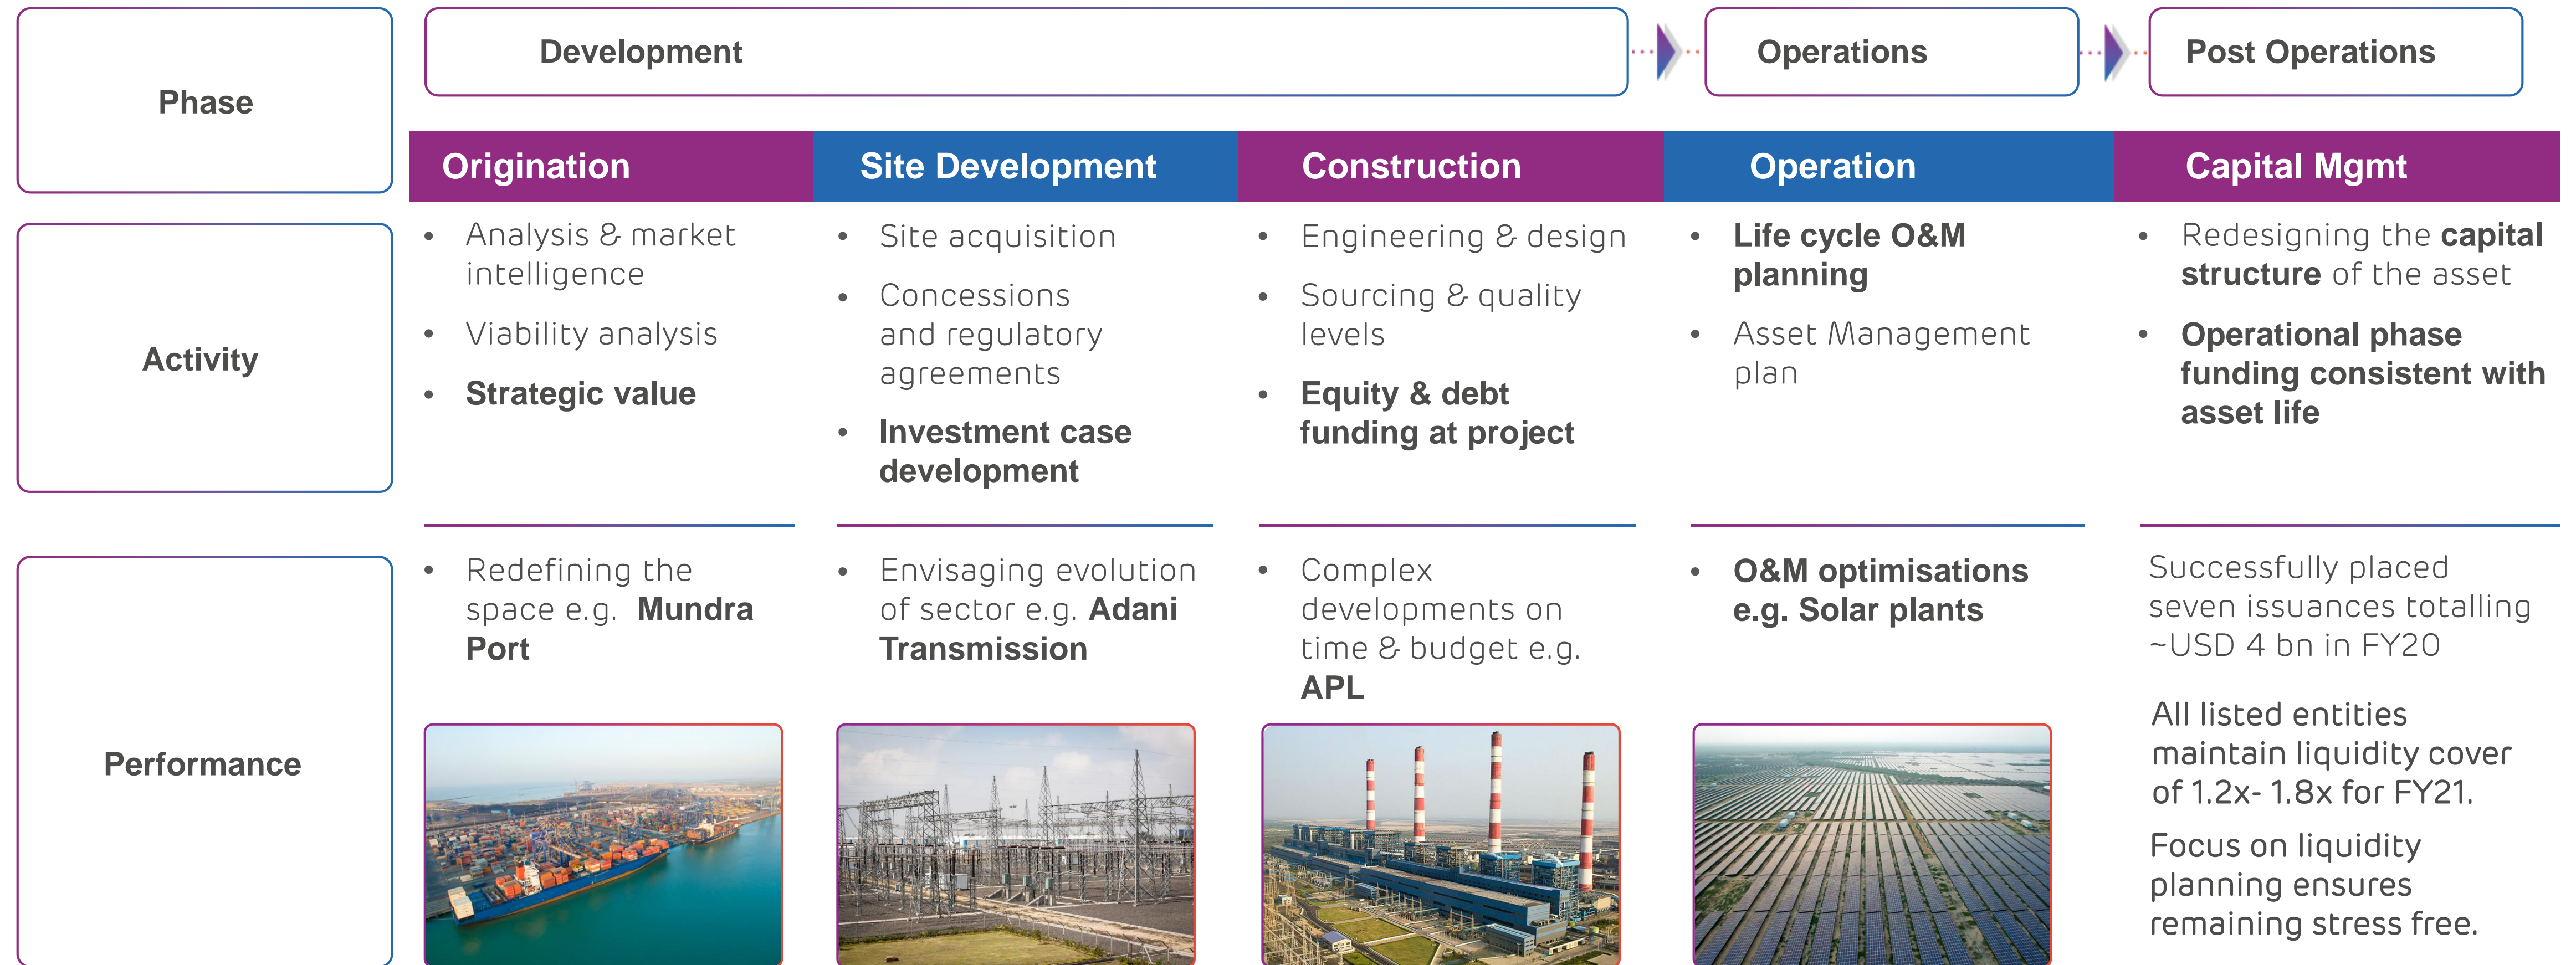 Phase
Development
Operations
Post Operations
Origination
Site Development
Construction
Operation
Capital Mgmt
Activity
• Analysis & market
intelligence
• Viability analysis
• Strategic value
• Site acquisition
• Concessions
and regulatory
agreements
• Investment case
development
• Engineering & design
• Sourcing & quality
levels
• Equity & debt
funding at project
• Life cycle O&M
planning
• Asset Management
plan
• Redesigning the capital
structure of the asset
• Operational phase
funding consistent with
asset life
Performance
• Redefining the
space e.g. Mundra
Port
• Envisaging evolution
of sector e.g. Adani
Transmission
• Complex
developments on
time & budget e.g.
APL
• O&M optimisations
e.g. Solar plants
Successfully placed
seven issuances totalling
~USD 4 bn in FY20
All listed entities
maintain liquidity cover
of 1.2x- 1.8x for FY21.
Focus on liquidity
planning ensures
remaining stress free.